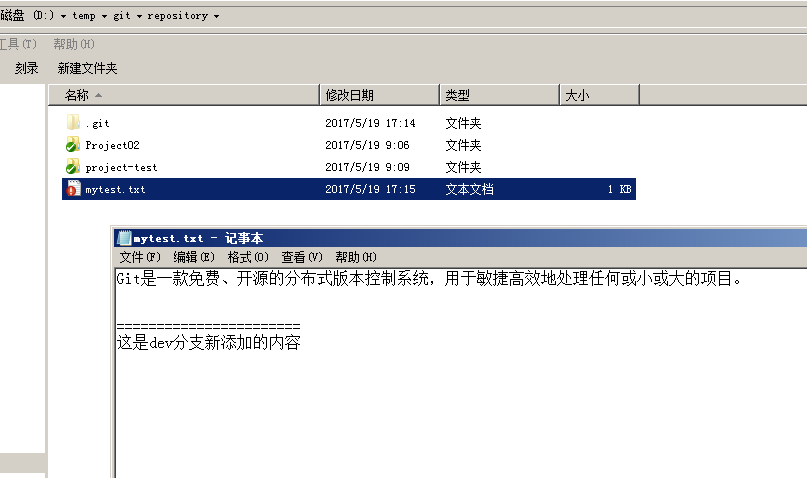 磁盘 (D:) ▾ temp ▾ git ▾ repository ▾
工具(T) 帮助(H)
刻录 新建文件夹
名称 修改日期 类型 大小
.git 2017/5/19 17:14 文件夹
Project02 2017/5/19 9:06 文件夹
project-test 2017/5/19 9:09 文件夹
mytest.txt 2017/5/19 17:15 文本文档 1 KB
mytest.txt - 记事本
文件(F) 编辑(E) 格式(O) 查看(V) 帮助(H)
Git是一款免费、开源的分布式版本控制系统，用于敏捷高效地处理任何或小或大的项目。
=======================
这是dev分支新添加的内容